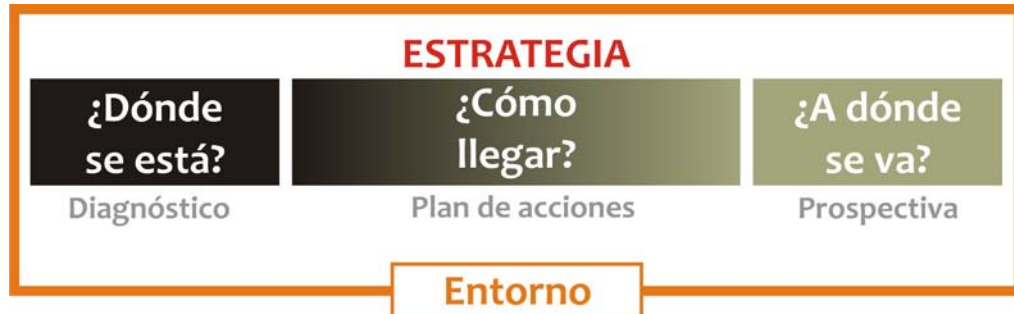 ESTRATEGIA
¿Dónde
se está?
¿Cómo
llegar?
¿A dónde
se va?
Diagnóstico
Plan de acciones
Prospectiva
Entorno